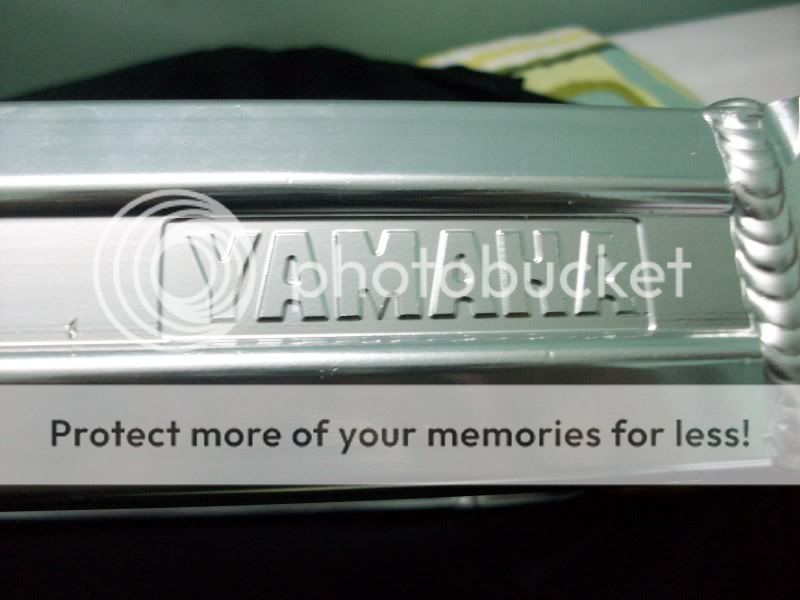 YAMAHA
photobucket
Protect more of your memories for less!